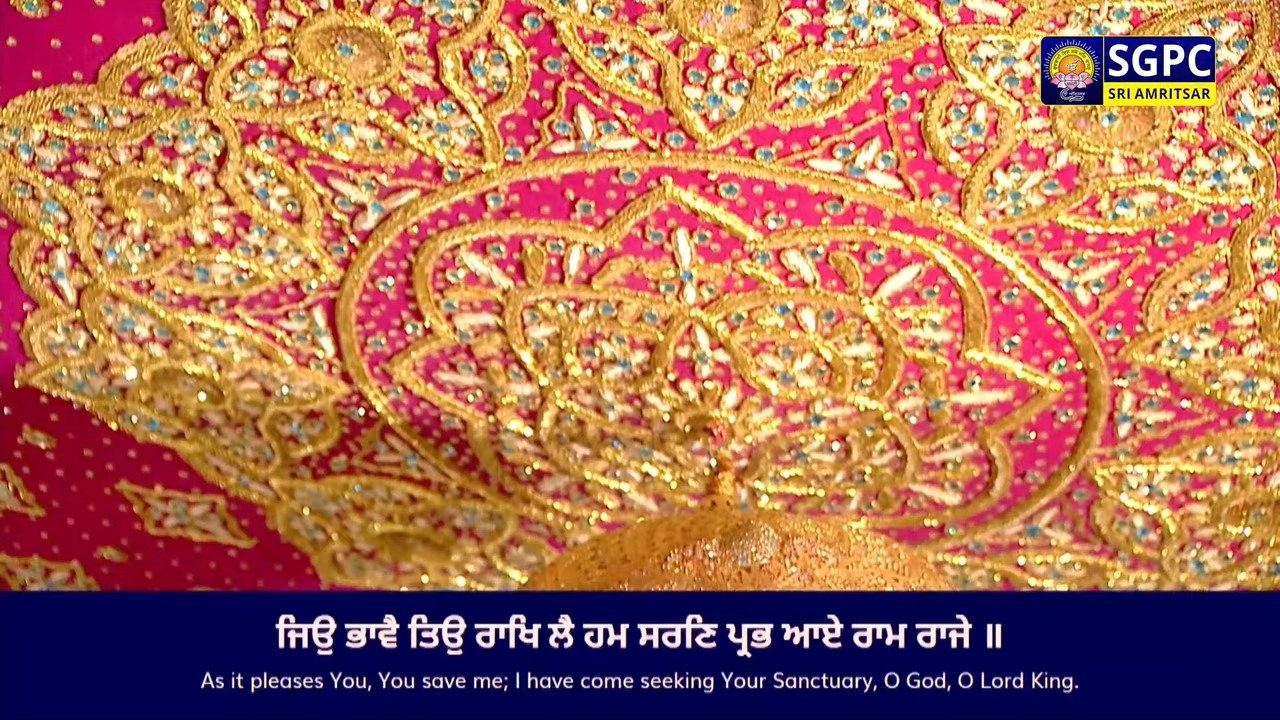 SGPC
SRI AMRITSAR
ਜਿਉ ਭਾਵੈ ਤਿਉ ਰਾਖਿ ਲੈ ਹਮ ਸਰਣਿ ਪ੍ਰਭ ਆਏ ਰਾਮ ਰਾਜੇ ॥
As it pleases You, You save me; I have come seeking Your Sanctuary, O God, O Lord King.